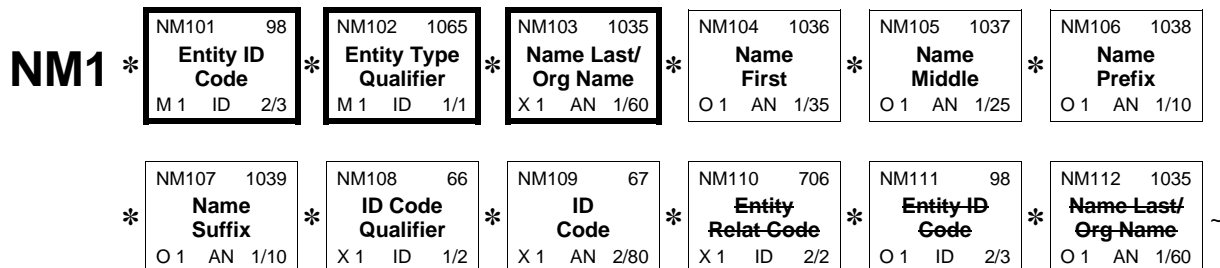 NM101 98 NM102 1065 NM103 1035 NM104 1036 NM105 1037 NM106 1038
NM1 * Entity ID Code * Entity Type Qualifier * Name Last/ Org Name * Name First * Name Middle * Name Prefix
M 1 ID 2/3 M 1 ID 1/1 X 1 AN 1/60 O 1 AN 1/35 O 1 AN 1/25 O 1 AN 1/10
NM107 1039 NM108 66 NM109 67 NM110 706 NM111 98 NM112 1035
* Name Suffix * ID Code Qualifier * ID Code * Entity Relat Code * Entity ID Code * Name Last/ Org Name ~
O 1 AN 1/10 X 1 ID 1/2 X 1 AN 2/80 X 1 ID 2/2 O 1 ID 2/3 O 1 AN 1/60